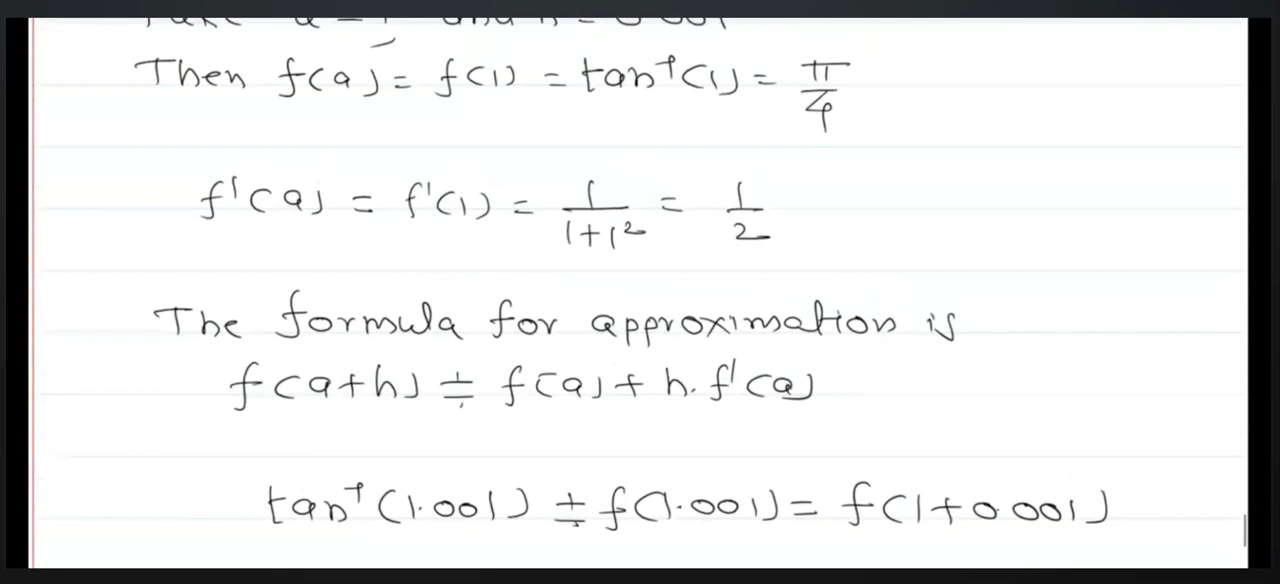 Then f(a) = f(1) = tan⁻¹(1) = π/4
f'(a) = f'(1) = 1/(1+1²) = 1/2
The formula for approximation is
f(a+h) ≑ f(a) + h. f'(a)
tan⁻¹(1.001) ≑ f(1.001) = f(1+0.001)